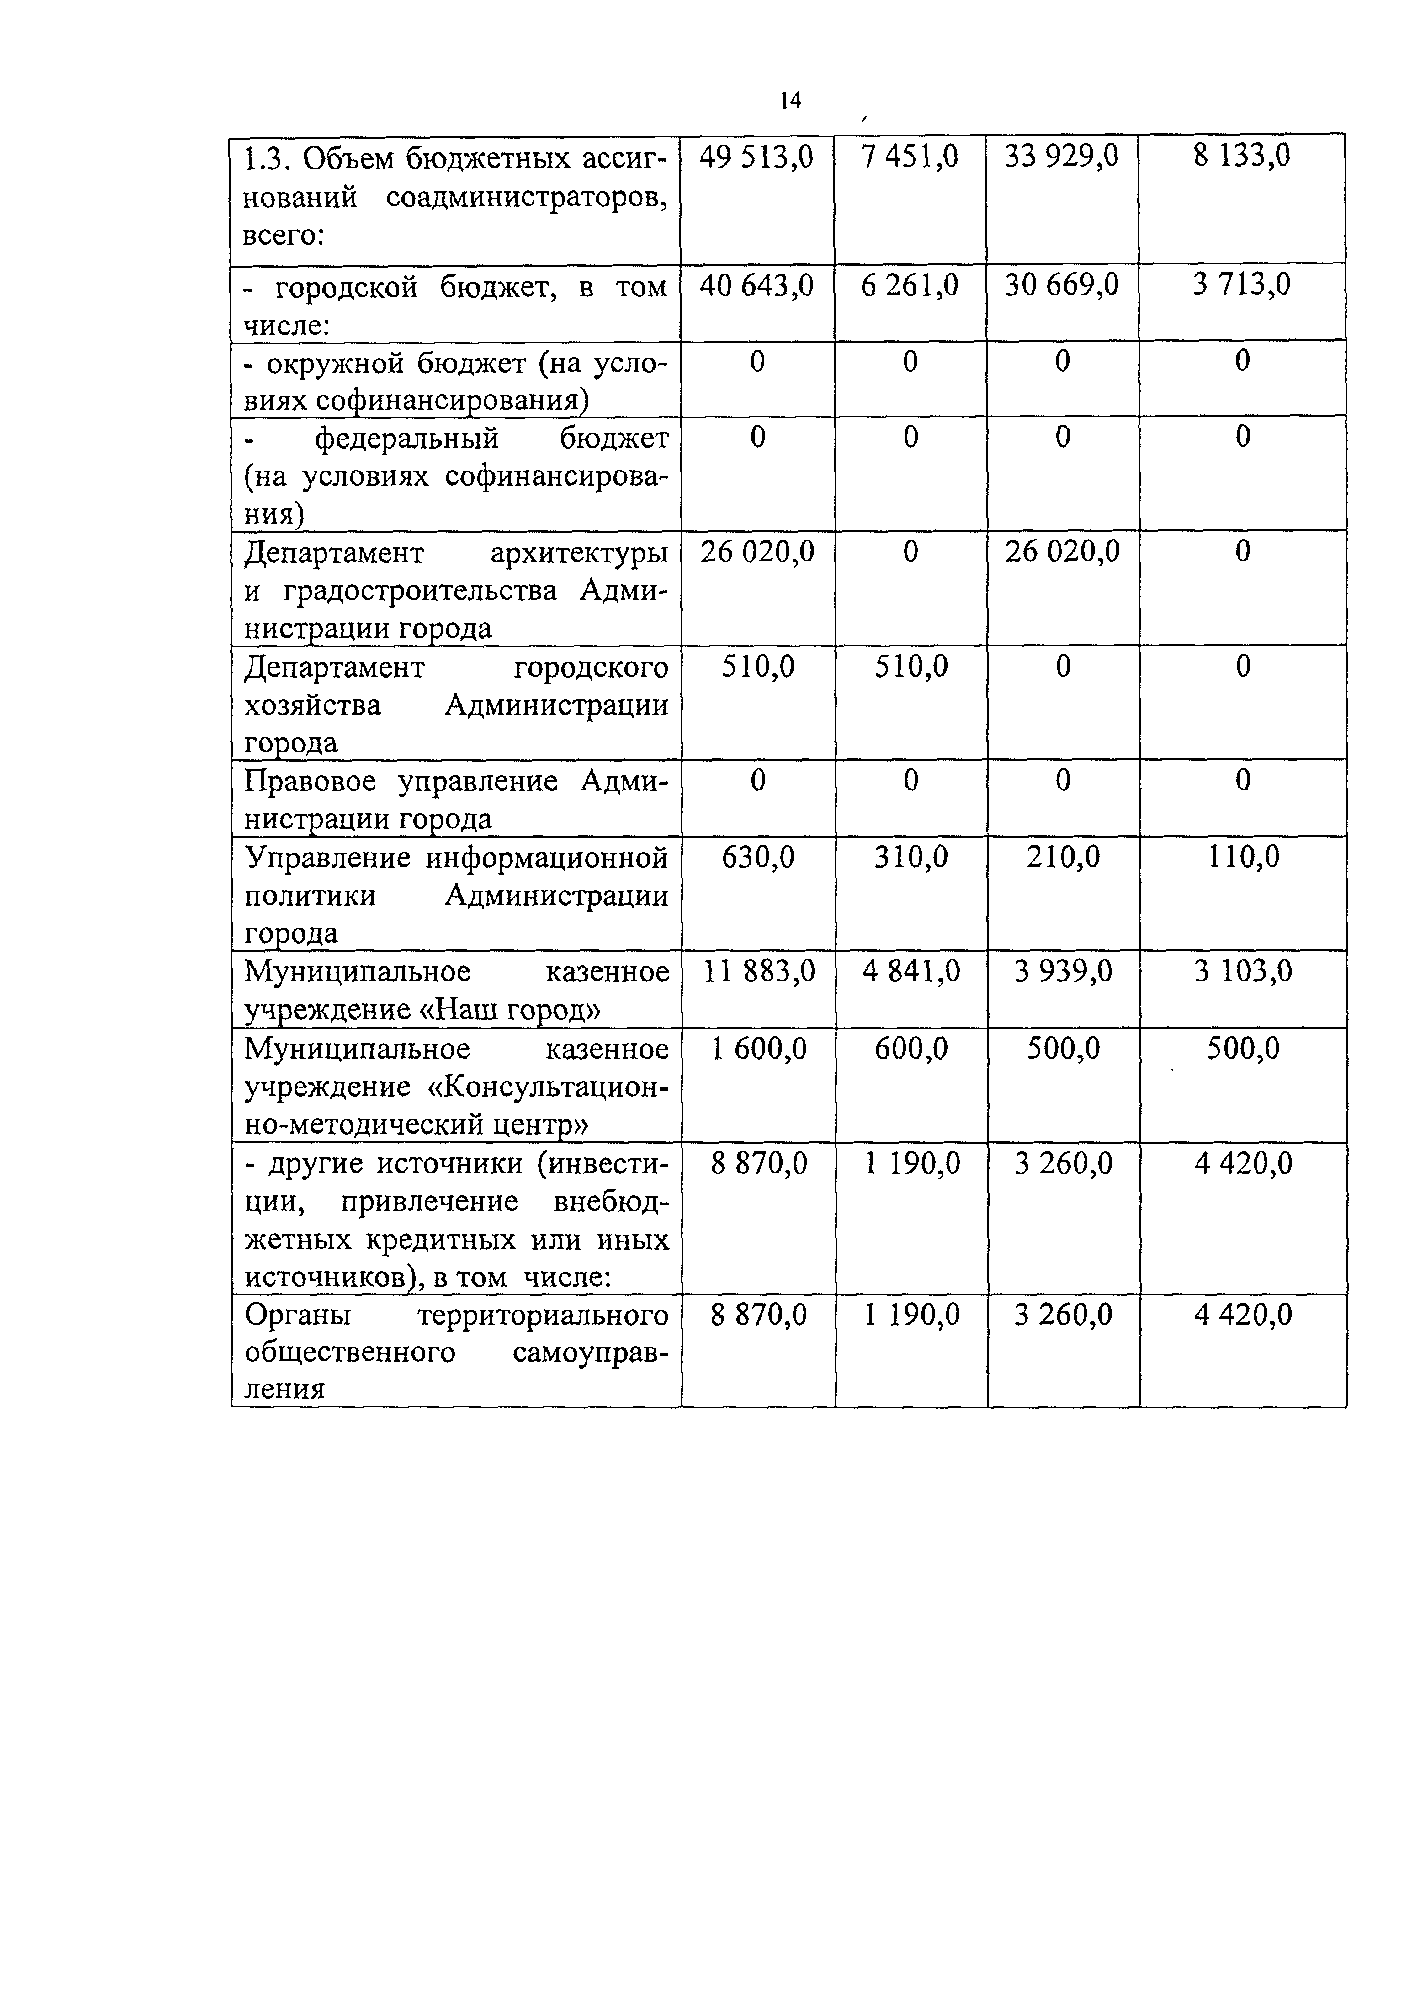 14
1.3. Объем бюджетных ассиг- 49 513,0 7 451,0 33 929,0 8 133,0
нований соадминистраторов,
всего:
- городской бюджет, в том 40 643,0 6 261,0 30 669,0 3 713,0
числе:
- окружной бюджет (на усло- 0 0 0 0
виях софинансирования)
- федеральный бюджет 0 0 0 0
(на условиях софинансирова-
ния)
Департамент архитектуры 26 020,0 0 26 020,0 0
и градостроительства Адми-
нистрации города
Департамент городского 510,0 510,0 0 0
хозяйства Администрации
города
Правовое управление Адми- 0 0 0 0
нистрации города
Управление информационной 630,0 310,0 210,0 110,0
политики Администрации
города
Муниципальное казенное 11 883,0 4 841,0 3 939,0 3 103,0
учреждение «Наш город»
Муниципальное казенное 1 600,0 600,0 500,0 500,0
учреждение «Консультацион-
но-методический центр»
- другие источники (инвести- 8 870,0 1 190,0 3 260,0 4 420,0
ции, привлечение внебюд-
жетных кредитных или иных
источников), в том числе:
Органы территориального 8 870,0 1 190,0 3 260,0 4 420,0
общественного самоуправ-
ления